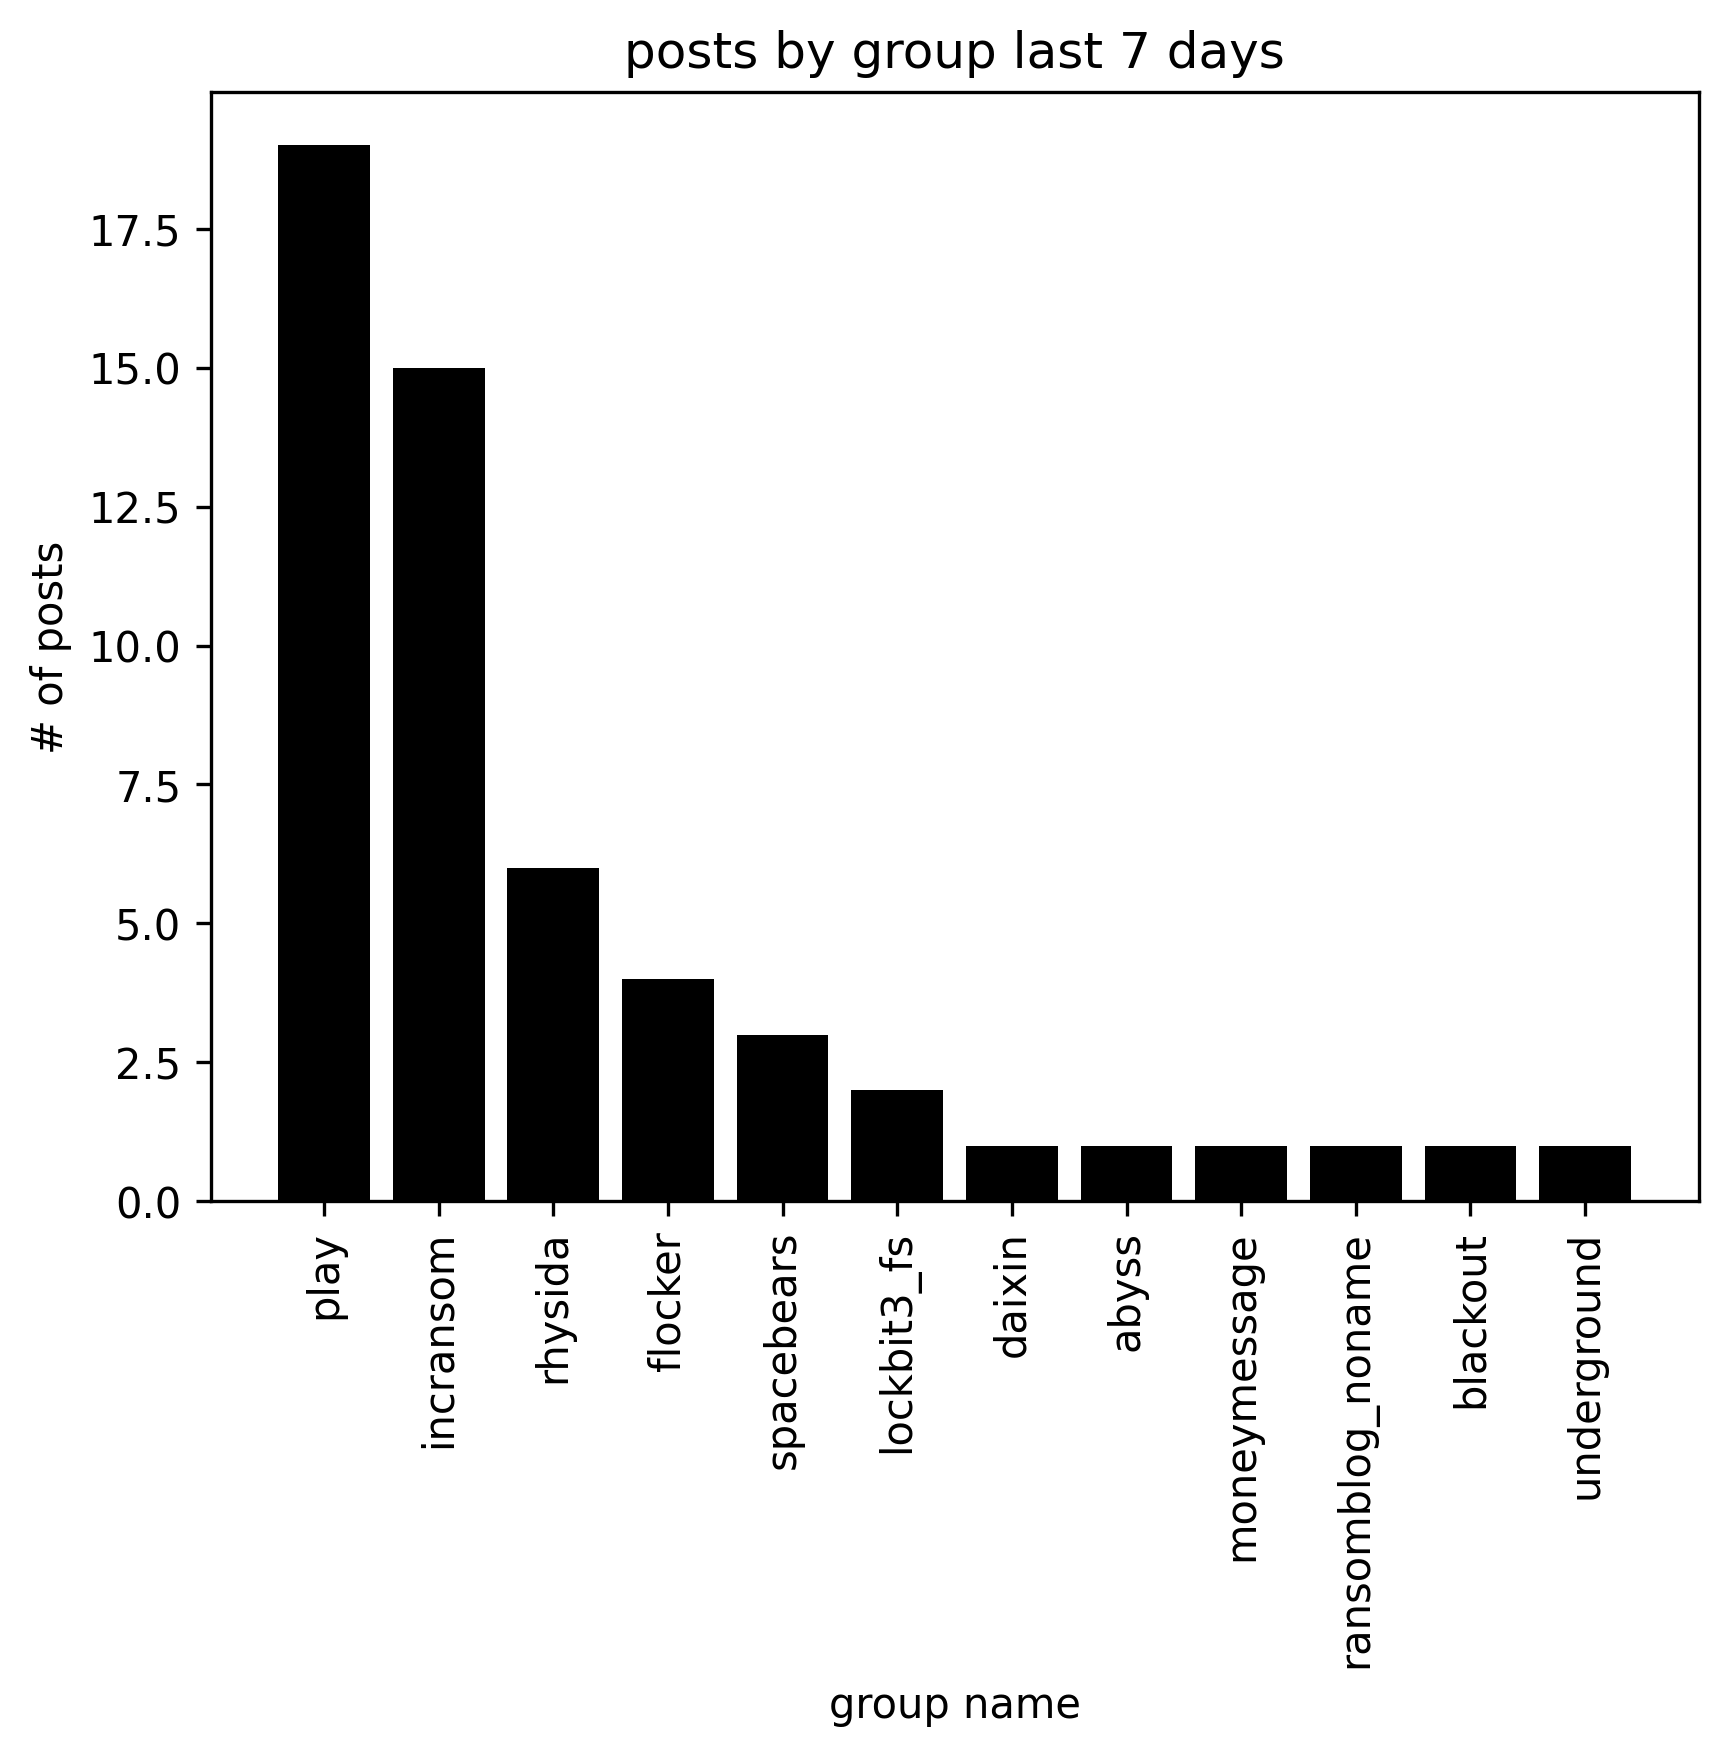 posts by group last 7 days
# of posts
17.5
15.0
12.5
10.0
7.5
5.0
2.5
0.0
play
incransom
rhysida
flocker
spacebears
lockbit3_fs
daixin
abyss
moneymessage
ransomblog_noname
blackout
underground
group name